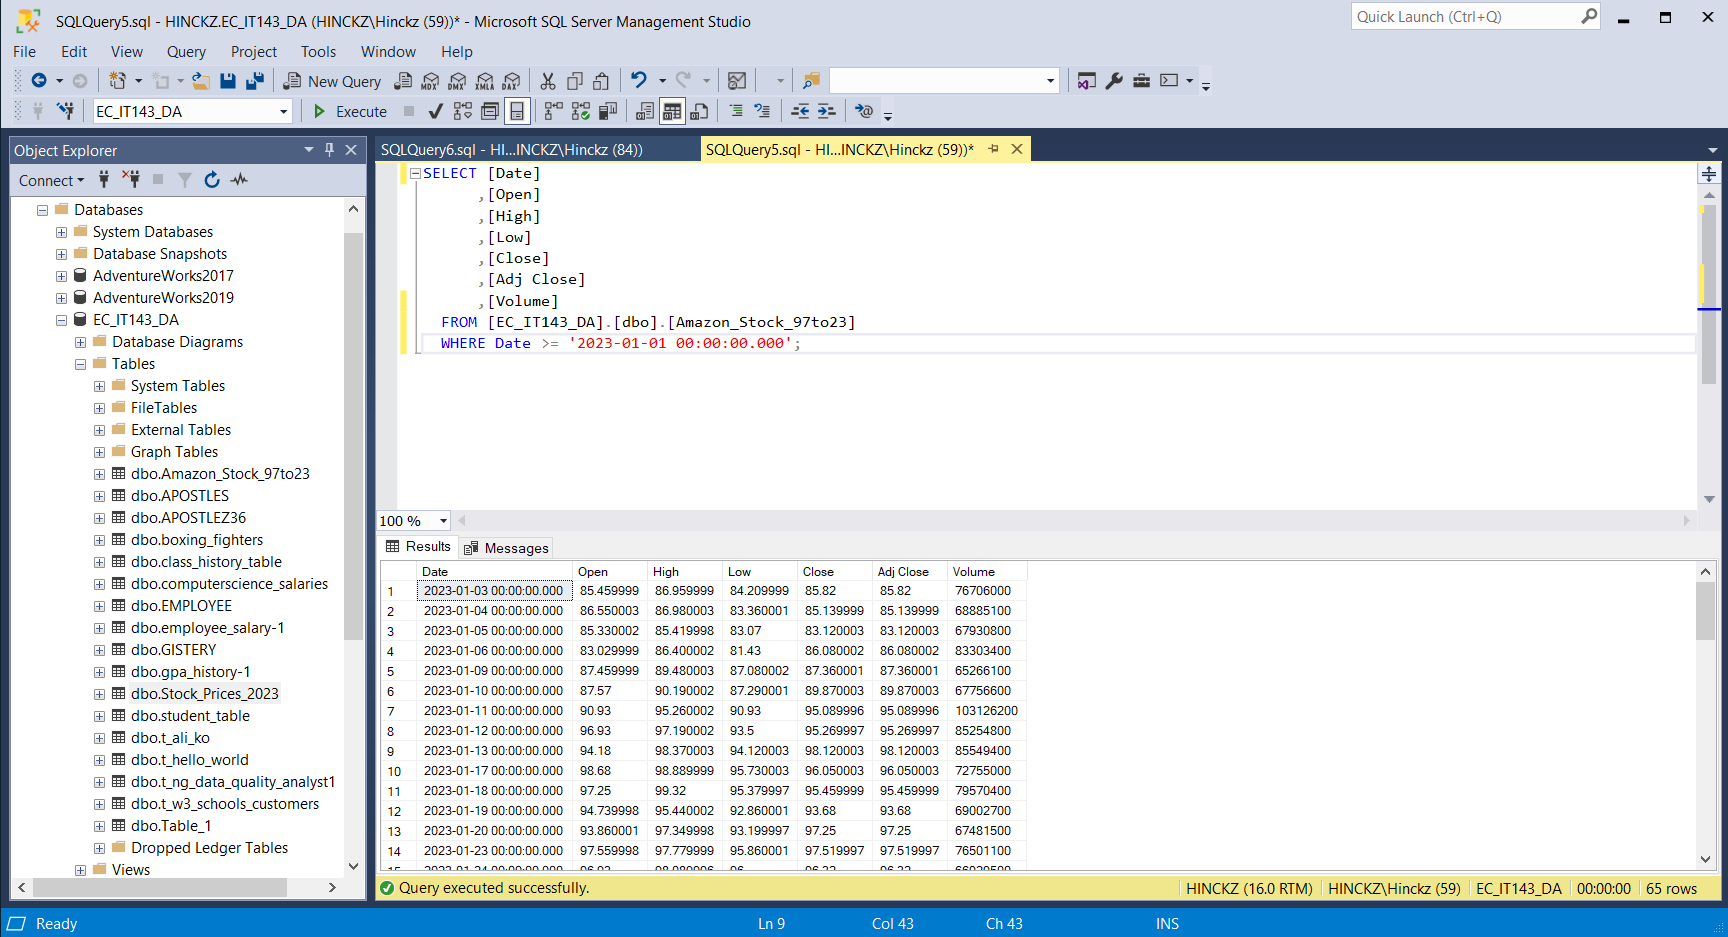 SQLQuery5.sql - HINCKZ.EC_IT143_DA (HINCKZ\Hinckz (59))* - Microsoft SQL Server Management Studio
Quick Launch (Ctrl+Q)
File Edit View Query Project Tools Window Help
New Query MDX DMX XMLA DAX
EC_IT143_DA Execute
Object Explorer
Connect
Databases
System Databases
Database Snapshots
AdventureWorks2017
AdventureWorks2019
EC_IT143_DA
Database Diagrams
Tables
System Tables
FileTables
External Tables
Graph Tables
dbo.Amazon_Stock_97to23
dbo.APOSTLES
dbo.APOSTLEZ36
dbo.boxing_fighters
dbo.class_history_table
dbo.computerscience_salaries
dbo.EMPLOYEE
dbo.employee_salary-1
dbo.GISTERY
dbo.gpa_history-1
dbo.Stock_Prices_2023
dbo.student_table
dbo.t_ali_ko
dbo.t_hello_world
dbo.t_ng_data_quality_analyst1
dbo.t_w3_schools_customers
dbo.Table_1
Dropped Ledger Tables
Views
SQLQuery6.sql - HI...INCKZ\Hinckz (84)) SQLQuery5.sql - HI...INCKZ\Hinckz (59))*
SELECT [Date]
,[Open]
,[High]
,[Low]
,[Close]
,[Adj Close]
,[Volume]
FROM [EC_IT143_DA].[dbo].[Amazon_Stock_97to23]
WHERE Date >= '2023-01-01 00:00:00.000';
100 %
Results Messages
Date Open High Low Close Adj Close Volume
1 2023-01-03 00:00:00.000 85.459999 86.959999 84.209999 85.82 85.82 76706000
2 2023-01-04 00:00:00.000 86.550003 86.980003 83.360001 85.139999 85.139999 68885100
3 2023-01-05 00:00:00.000 85.330002 85.419998 83.07 83.120003 83.120003 67930800
4 2023-01-06 00:00:00.000 83.029999 86.400002 81.43 86.080002 86.080002 83303400
5 2023-01-09 00:00:00.000 87.459999 89.480003 87.080002 87.360001 87.360001 65266100
6 2023-01-10 00:00:00.000 87.57 90.190002 87.290001 89.870003 89.870003 67756600
7 2023-01-11 00:00:00.000 90.93 95.260002 90.93 95.089996 95.089996 103126200
8 2023-01-12 00:00:00.000 96.93 97.190002 93.5 95.269997 95.269997 85254800
9 2023-01-13 00:00:00.000 94.18 98.370003 94.120003 98.120003 98.120003 85549400
10 2023-01-17 00:00:00.000 98.68 98.889999 95.730003 96.050003 96.050003 72755000
11 2023-01-18 00:00:00.000 97.25 99.32 95.379997 95.459999 95.459999 79570400
12 2023-01-19 00:00:00.000 94.739998 95.440002 92.860001 93.68 93.68 69002700
13 2023-01-20 00:00:00.000 93.860001 97.349998 93.199997 97.25 97.25 67481500
14 2023-01-23 00:00:00.000 97.559998 97.779999 95.860001 97.519997 97.519997 76501100
Query executed successfully. HINCKZ (16.0 RTM) HINCKZ\Hinckz (59) EC_IT143_DA 00:00:00 65 rows
Ready Ln 9 Col 43 Ch 43 INS